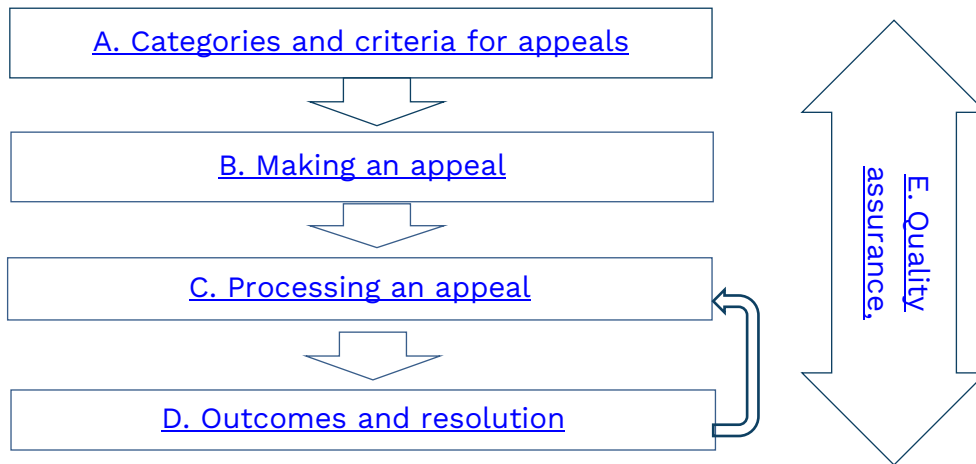 A. Categories and criteria for appeals
B. Making an appeal
C. Processing an appeal
D. Outcomes and resolution
E. Quality
assurance,